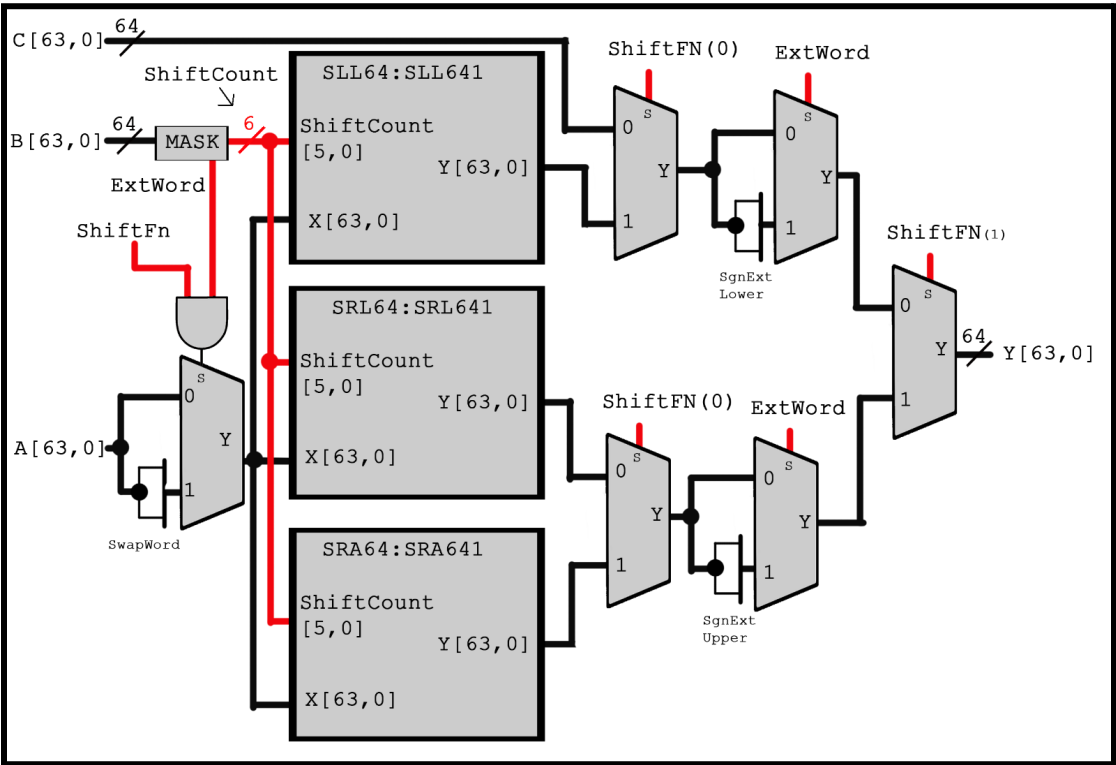 C[63,0]
64
ShiftCount
B[63,0]
64
MASK
6
ExtWord
ShiftFn
S
0
Y
1
A[63,0]
SwapWord
SLL64:SLL641
ShiftCount
[5,0]
Y[63,0]
X[63,0]
SRL64:SRL641
ShiftCount
[5,0]
Y[63,0]
X[63,0]
SRA64:SRA641
ShiftCount
[5,0]
Y[63,0]
X[63,0]
ShiftFN(0)
S
0
Y
1
ExtWord
S
0
Y
1
SgnExt
Lower
ShiftFN(0)
S
0
Y
1
ExtWord
S
0
Y
1
SgnExt
Upper
ShiftFN(1)
S
0
Y
1
64
Y[63,0]